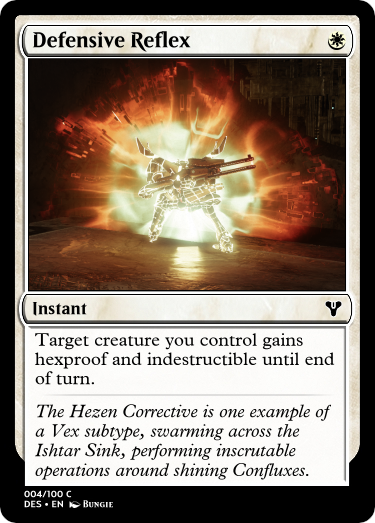 Defensive Reflex
Instant
Target creature you control gains
hexproof and indestructible until end
of turn.
The Hezen Corrective is one example of
a Vex subtype, swarming across the
Ishtar Sink, performing inscrutable
operations around shining Confluxes.
004/100 C
DES • EN Bungie